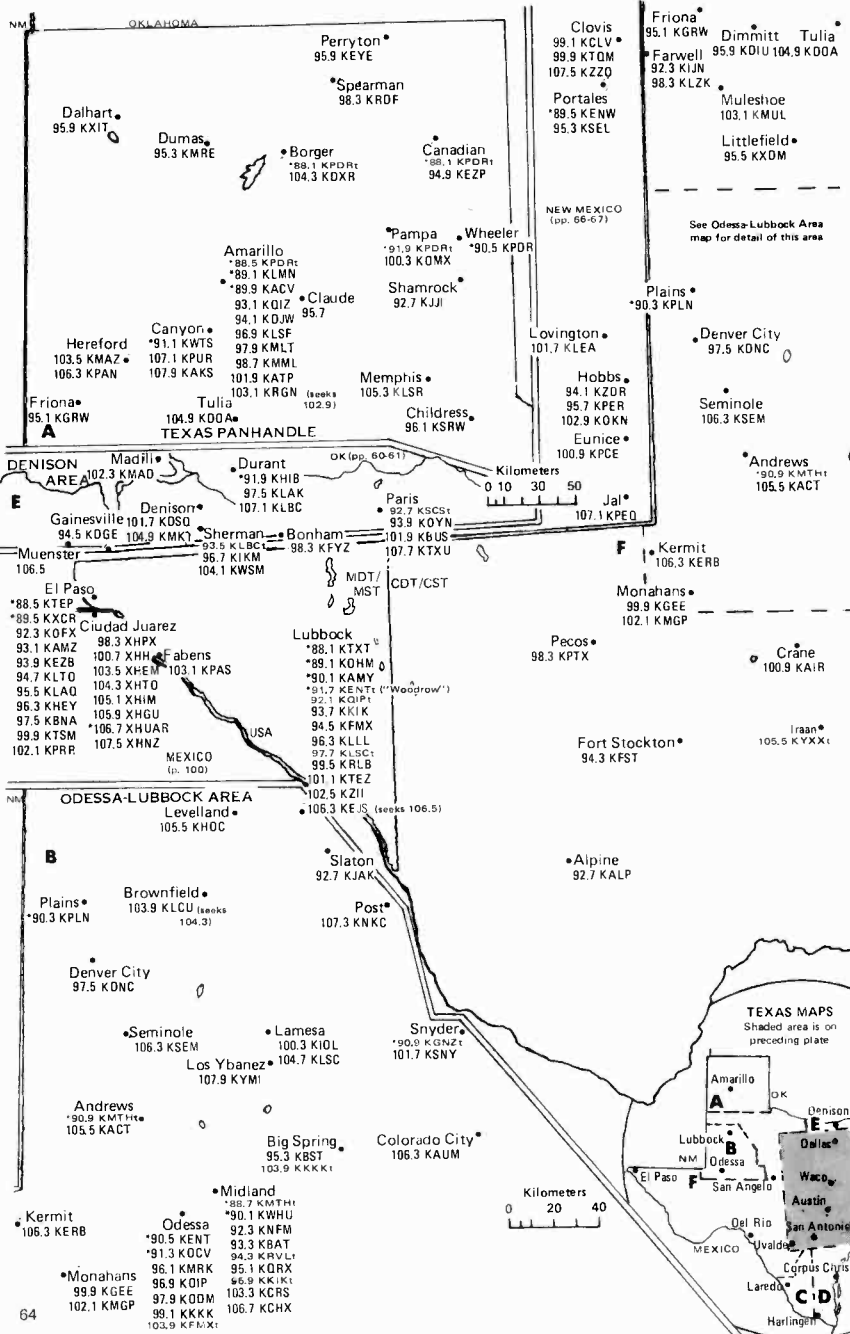 NM
OKLAHOMA
Perryton
95.9 KEYE
Spearman
98.3 KRDF
Dalhart
95.9 KXIT
Dumas
95.3 KMRE
Borger
*88.1 KPDRt
104.3 KDXR
Canadian
*88.1 KPDRt
94.9 KEZP
Pampa
*91.9 KPDRt
100.3 KOMX
Wheeler
*90.5 KPDR
Amarillo
*88.5 KPDRt
*89.1 KLMN
*89.9 KACV
93.1 KQIZ
94.1 KDJW
96.9 KLSF
97.9 KMLT
98.7 KMML
101.9 KATP
103.1 KRGN (seeks
102.9)
Claude
95.7
Shamrock
92.7 KJJI
Canyon
*91.1 KWTS
107.1 KPUR
107.9 KAKS
Hereford
103.5 KMAZ
106.3 KPAN
Memphis
105.3 KLSR
Friona
95.1 KGRW
Tulia
104.9 KDOA
Childress
96.1 KSRW
A
TEXAS PANHANDLE
Clovis
99.1 KCLV
99.9 KTQM
107.5 KZZO
Portales
*89.5 KENW
95.3 KSEL
NEW MEXICO
(pp. 66-67)
Lovington
101.7 KLEA
Hobbs
94.1 KZOR
95.7 KPER
102.9 KOKN
Eunice
100.9 KPCE
Jal
107.1 KPEQ
Friona
95.1 KGRW
Dimmitt
95.9 KDIU
Tulia
104.9 KDOA
Farwell
92.3 KIJN
98.3 KLZK
Muleshoe
103.1 KMUL
Littlefield
95.5 KXDM
See Odessa-Lubbock Area
map for detail of this area
Plains
*90.3 KPLN
Denver City
97.5 KDNC
Seminole
106.3 KSEM
Andrews
*90.9 KMTHt
105.5 KACT
F
Kermit
106.3 KERB
Monahans
99.9 KGEE
102.1 KMGP
Pecos
98.3 KPTX
Crane
100.9 KAIR
Iraan
105.5 KYXXt
Fort Stockton
94.3 KFST
Alpine
92.7 KALP
DENISON
AREA
E
Madill
102.3 KMAD
Durant
*91.9 KHIB
97.5 KLAK
107.1 KLBC
OK (pp. 60-61)
Kilometers
0 10 30 50
Gainesville
94.5 KDGE
Denison
101.7 KDSQ
104.9 KMKT
Sherman
93.5 KLBCt
96.7 KIKM
104.1 KWSM
Bonham
98.3 KFYZ
Paris
92.7 KSCSt
93.9 KOYN
101.9 KBUS
107.7 KTXU
Muenster
106.5
MDT/
MST
CDT/CST
El Paso
*88.5 KTEP
*89.5 KXCR
92.3 KOFX
93.1 KAMZ
93.9 KEZB
94.7 KLTO
95.5 KLAQ
96.3 KHEY
97.5 KBNA
99.9 KTSM
102.1 KPRR
Ciudad Juarez
98.3 XHPX
100.7 XHH
103.5 XHEM
104.3 XHTO
105.1 XHIM
105.9 XHGU
*106.7 XHUAR
107.5 XHNZ
Fabens
103.1 KPAS
USA
MEXICO
(p. 100)
Lubbock
*88.1 KTXT
*89.1 KOHM
*90.1 KAMY
*91.7 KENTt ("Woodrow")
92.1 KQIPt
93.7 KKIK
94.5 KFMX
96.3 KLLL
97.7 KLSCt
99.5 KRLB
101.1 KTEZ
102.5 KZII
106.3 KEJS (seeks 106.5)
NM
ODESSA-LUBBOCK AREA
B
Levelland
105.5 KHOC
Slaton
92.7 KJAK
Plains
*90.3 KPLN
Brownfield
103.9 KLCU (seeks
104.3)
Post
107.3 KNKC
Denver City
97.5 KDNC
Seminole
106.3 KSEM
Lamesa
100.3 KIOL
104.7 KLSC
Snyder
*90.9 KGNZt
101.7 KSNY
Los Ybanez
107.9 KYMI
Andrews
*90.9 KMTHt
105.5 KACT
Big Spring
95.3 KBST
103.9 KKKKt
Colorado City
106.3 KAUM
Kermit
106.3 KERB
Midland
*88.7 KMTHt
*90.1 KWHU
92.3 KNFM
93.3 KBAT
94.3 KRVLt
95.1 KQRX
95.9 KKIKt
103.3 KCRS
106.7 KCHX
Odessa
*90.5 KENT
*91.3 KOCV
96.1 KMRK
96.9 KQIP
97.9 KODM
99.1 KKKK
103.9 KFMXt
Monahans
99.9 KGEE
102.1 KMGP
Kilometers
0 20 40
TEXAS MAPS
Shaded area is on
preceding plate
Amarillo
A
OK
Denison
E
Lubbock
B
Dallas
NM
Odessa
El Paso
F
San Angelo
Waco
Austin
Del Rio
San Antonio
MEXICO
Uvalde
Corpus Chris
Laredo
C
D
Harlingen
64